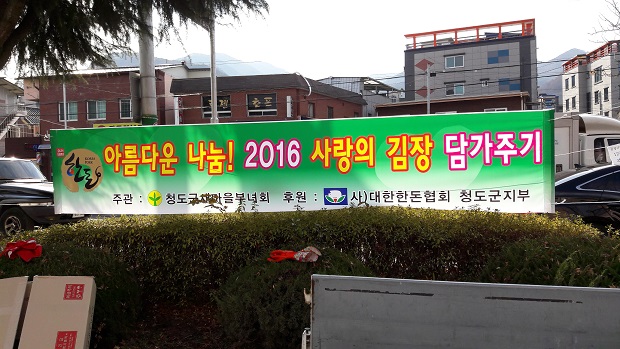 한돈
아름다운 나눔! 2016 사랑의 김장 담가주기
주관 : 청도군새마을부녀회 후원 : 사)대한한돈협회 청도군지부